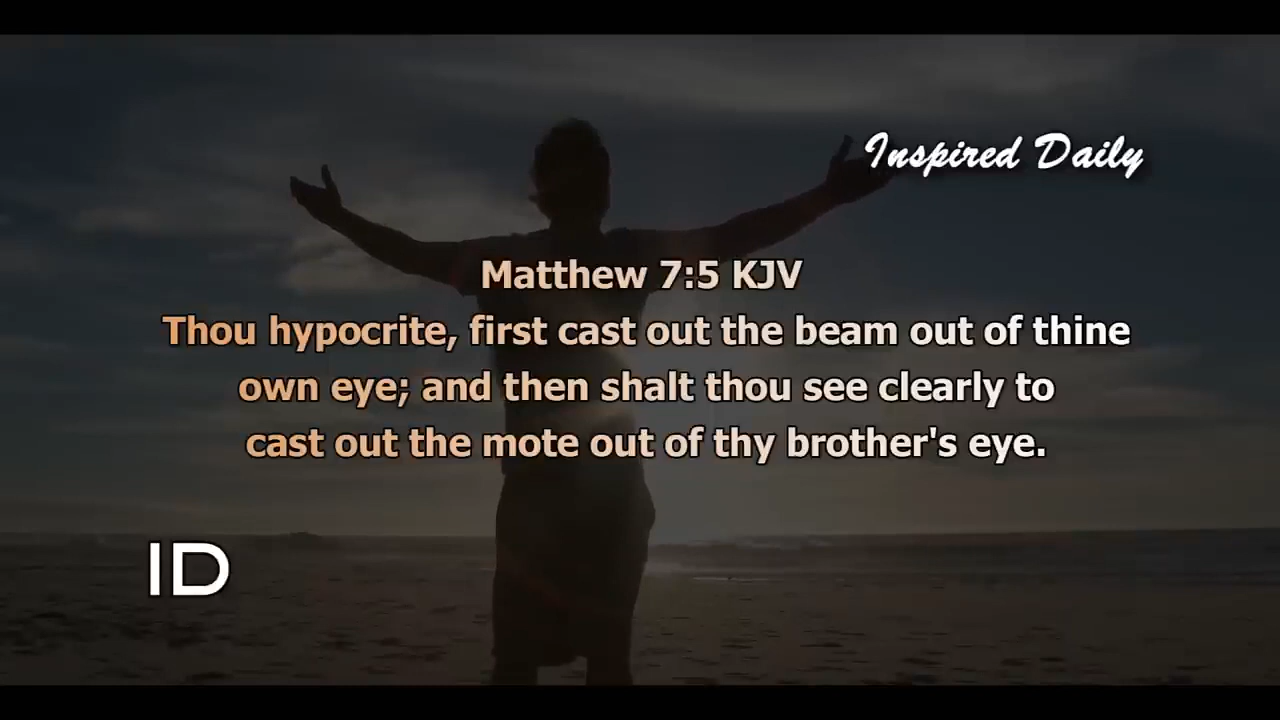 Inspired Daily
Matthew 7:5 KJV
Thou hypocrite, first cast out the beam out of thine
own eye; and then shalt thou see clearly to
cast out the mote out of thy brother's eye.
ID